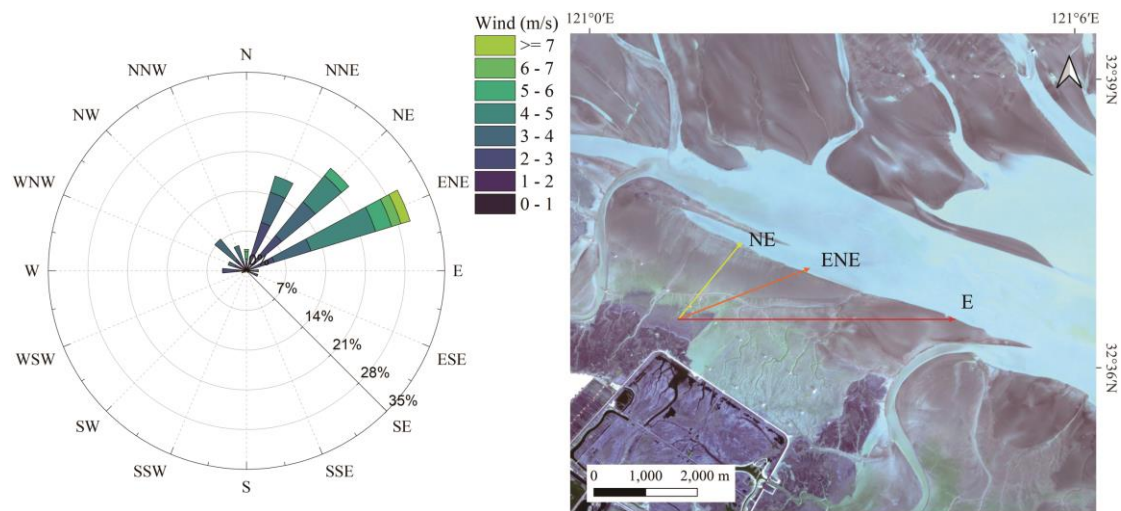 N
NNE
NE
ENE
E
ESE
SE
SSE
S
SSW
SW
WSW
W
WNW
NW
NNW
0%
7%
14%
21%
28%
35%
Wind (m/s)
>= 7
6 - 7
5 - 6
4 - 5
3 - 4
2 - 3
1 - 2
0 - 1
121°0′E
121°6′E
32°39′N
32°36′N
NE
ENE
E
0 1,000 2,000 m